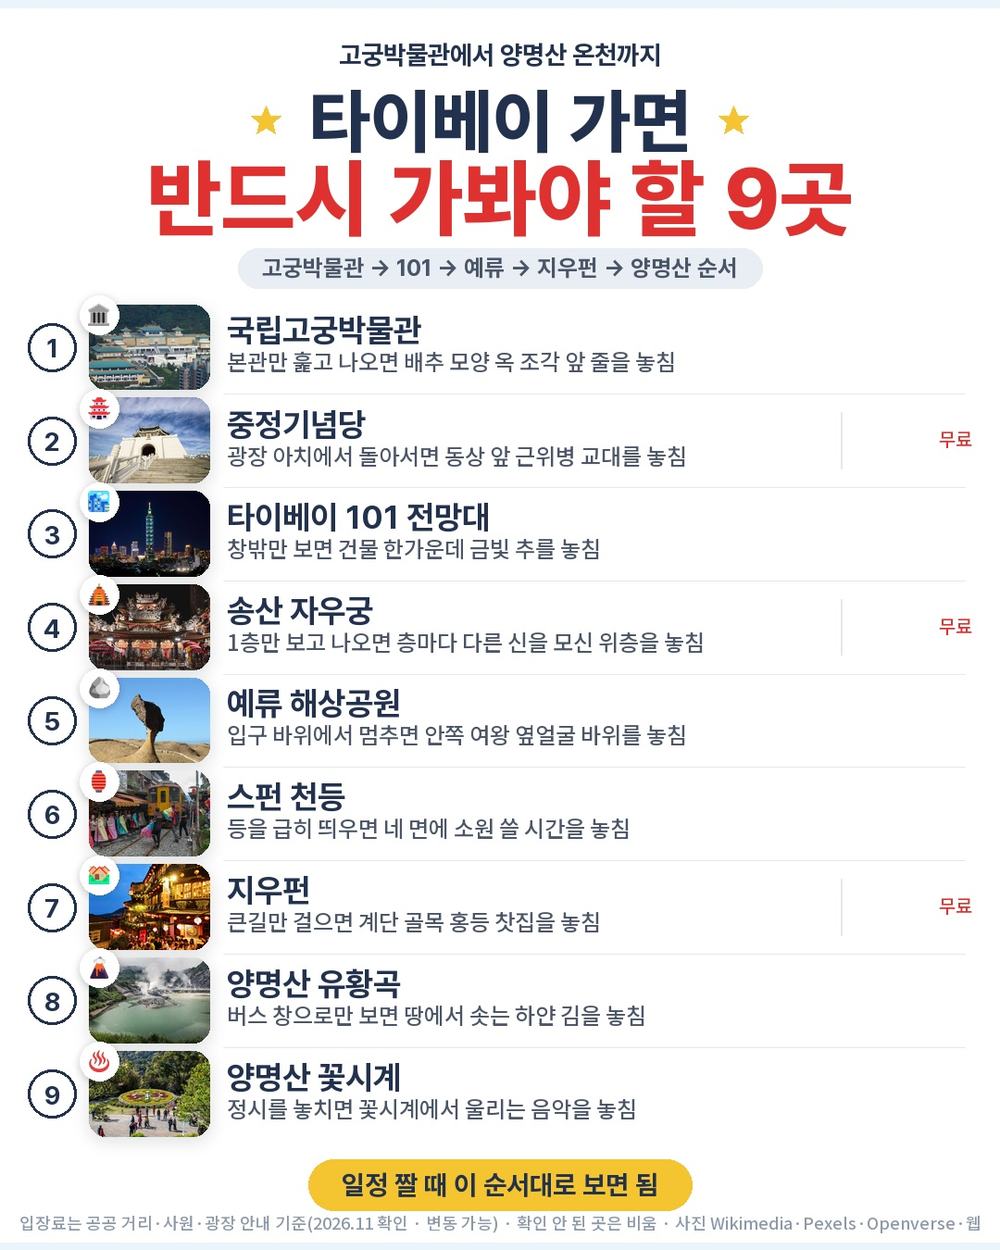 고궁박물관에서 양명산 온천까지
타이베이 가면
반드시 가봐야 할 9곳
고궁박물관 → 101 → 예류 → 지우펀 → 양명산 순서
1
국립고궁박물관
본관만 훑고 나오면 배추 모양 옥 조각 앞 줄을 놓침
2
중정기념당
광장 아치에서 돌아서면 동상 앞 근위병 교대를 놓침
무료
3
타이베이 101 전망대
창밖만 보면 건물 한가운데 금빛 추를 놓침
4
송산 자우궁
1층만 보고 나오면 층마다 다른 신을 모신 위층을 놓침
무료
5
예류 해상공원
입구 바위에서 멈추면 안쪽 여왕 옆얼굴 바위를 놓침
6
스펀 천등
등을 급히 띄우면 네 면에 소원 쓸 시간을 놓침
7
지우펀
큰길만 걸으면 계단 골목 홍등 찻집을 놓침
무료
8
양명산 유황곡
버스 창으로만 보면 땅에서 솟는 하얀 김을 놓침
9
양명산 꽃시계
정시를 놓치면 꽃시계에서 울리는 음악을 놓침
일정 짤 때 이 순서대로 보면 됨
입장료는 공공 거리·사원·광장 안내 기준(2026.11 확인 · 변동 가능) · 확인 안 된 곳은 비움 · 사진 Wikimedia·Pexels·Openverse·웹